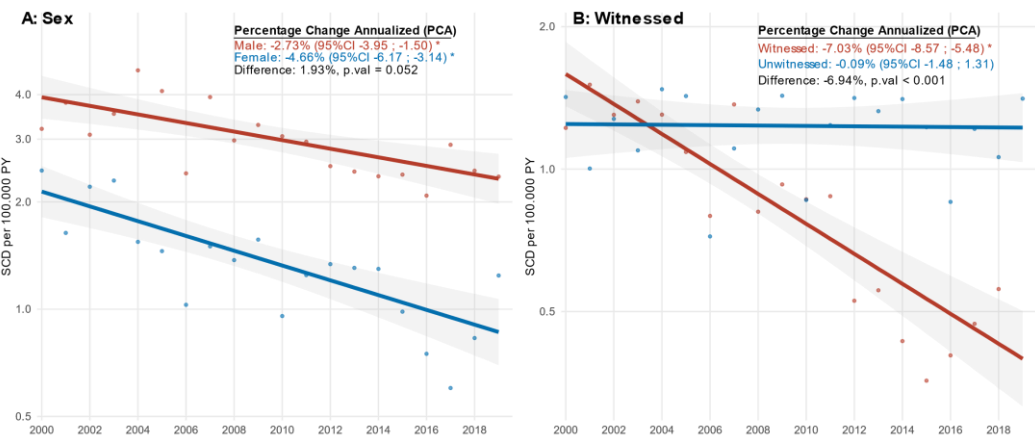 A: Sex
Percentage Change Annualized (PCA)
Male: -2.73% (95%CI -3.95 ; -1.50) *
Female: -4.66% (95%CI -6.17 ; -3.14) *
Difference: 1.93%, p.val = 0.052
SCD per 100.000 PY
4.0
3.0
2.0
1.0
0.5
2000 2002 2004 2006 2008 2010 2012 2014 2016 2018
B: Witnessed
Percentage Change Annualized (PCA)
Witnessed: -7.03% (95%CI -8.57 ; -5.48) *
Unwitnessed: -0.09% (95%CI -1.48 ; 1.31)
Difference: -6.94%, p.val < 0.001
SCD per 100.000 PY
2.0
1.0
0.5
2000 2002 2004 2006 2008 2010 2012 2014 2016 2018